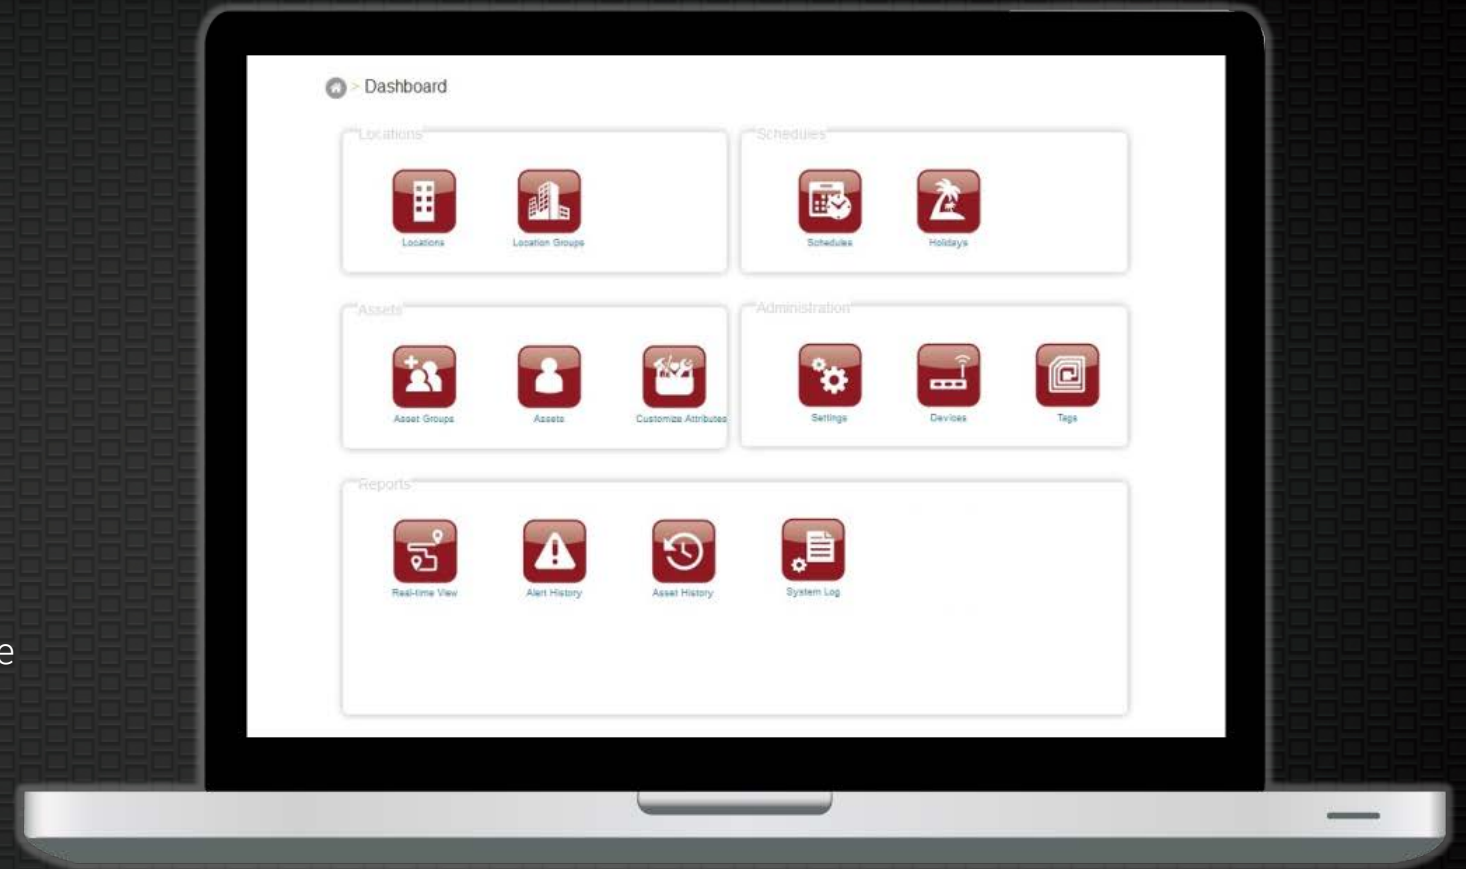 > Dashboard
Locations
Schedules
Locations
Location Groups
Schedules
Holidays
Assets
Administration
Asset Groups
Assets
Customize Attributes
Settings
Devices
Tags
Reports
Real-time View
Alert History
Asset History
System Log
e